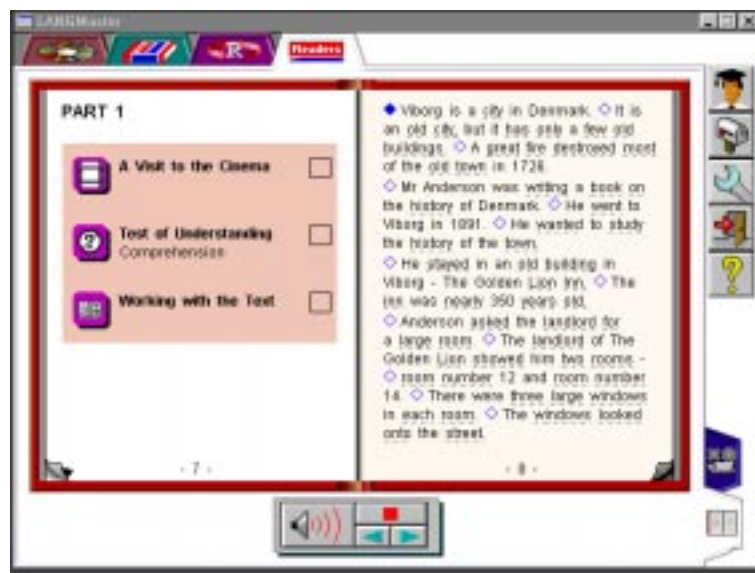 LANGMaster
R
Readers
PART 1
A Visit to the Cinema
Test of Understanding
Comprehension
Working with the Text
- 7 -
Viborg is a city in Denmark. It is
an old city, but it has only a few old
buildings. A great fire destroyed most
of the old town in 1726.
Mr Anderson was writing a book on
the history of Denmark. He went to
Viborg in 1891. He wanted to study
the history of the town.
He stayed in an old building in
Viborg - The Golden Lion Inn. The
inn was nearly 350 years old.
Anderson asked the landlord for
a large room. The landlord of The
Golden Lion showed him two rooms -
room number 12 and room number
14. There were three large windows
in each room. The windows looked
onto the street.
- 8 -